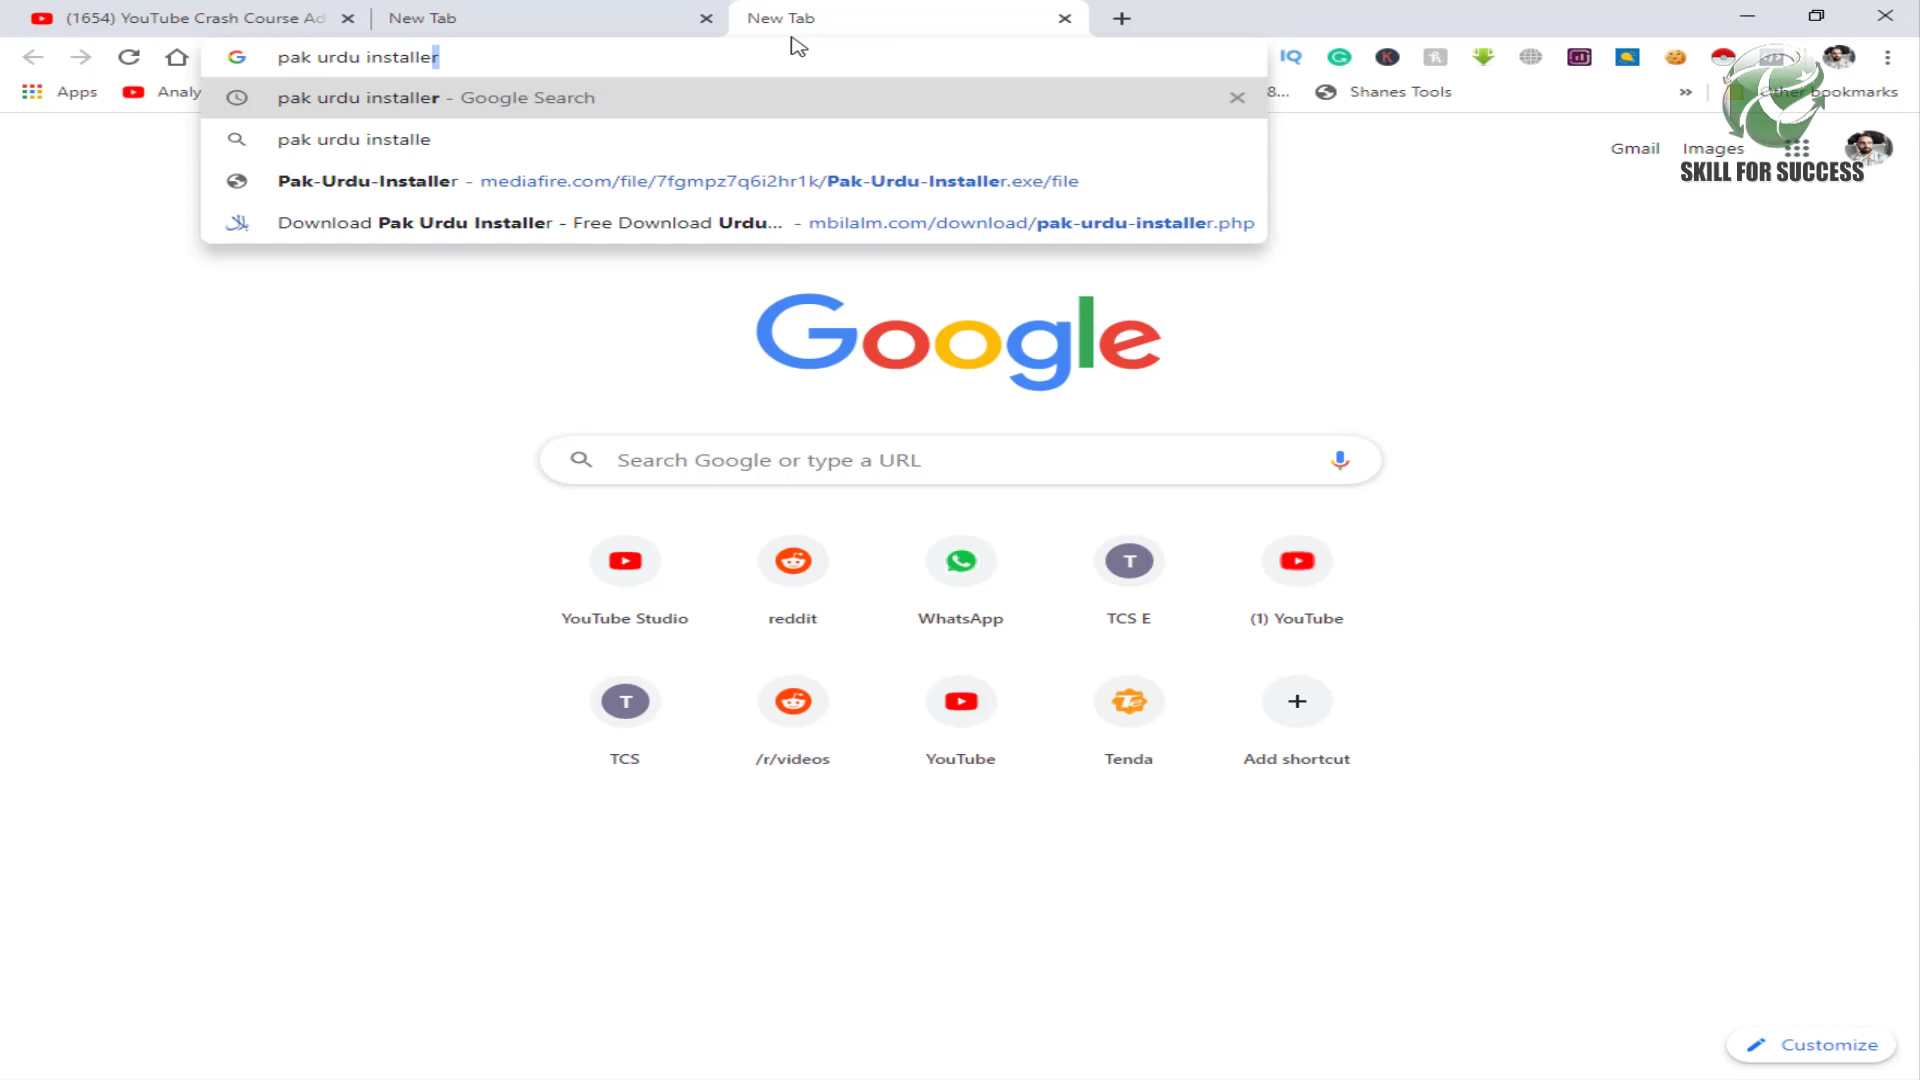 (1654) YouTube Crash Course Ad
New Tab
New Tab
pak urdu installer
pak urdu installer - Google Search
pak urdu installe
Pak-Urdu-Installer - mediafire.com/file/7fgmpz7q6i2hr1k/Pak-Urdu-Installer.exe/file
بلال
Download Pak Urdu Installer - Free Download Urdu... - mbilalm.com/download/pak-urdu-installer.php
IQ
Apps
Analy
8...
Shanes Tools
Other bookmarks
Gmail
Images
SKILL FOR SUCCESS
Google
Search Google or type a URL
T
YouTube Studio
reddit
WhatsApp
TCS E
(1) YouTube
T
Te
TCS
/r/videos
YouTube
Tenda
Add shortcut
Customize